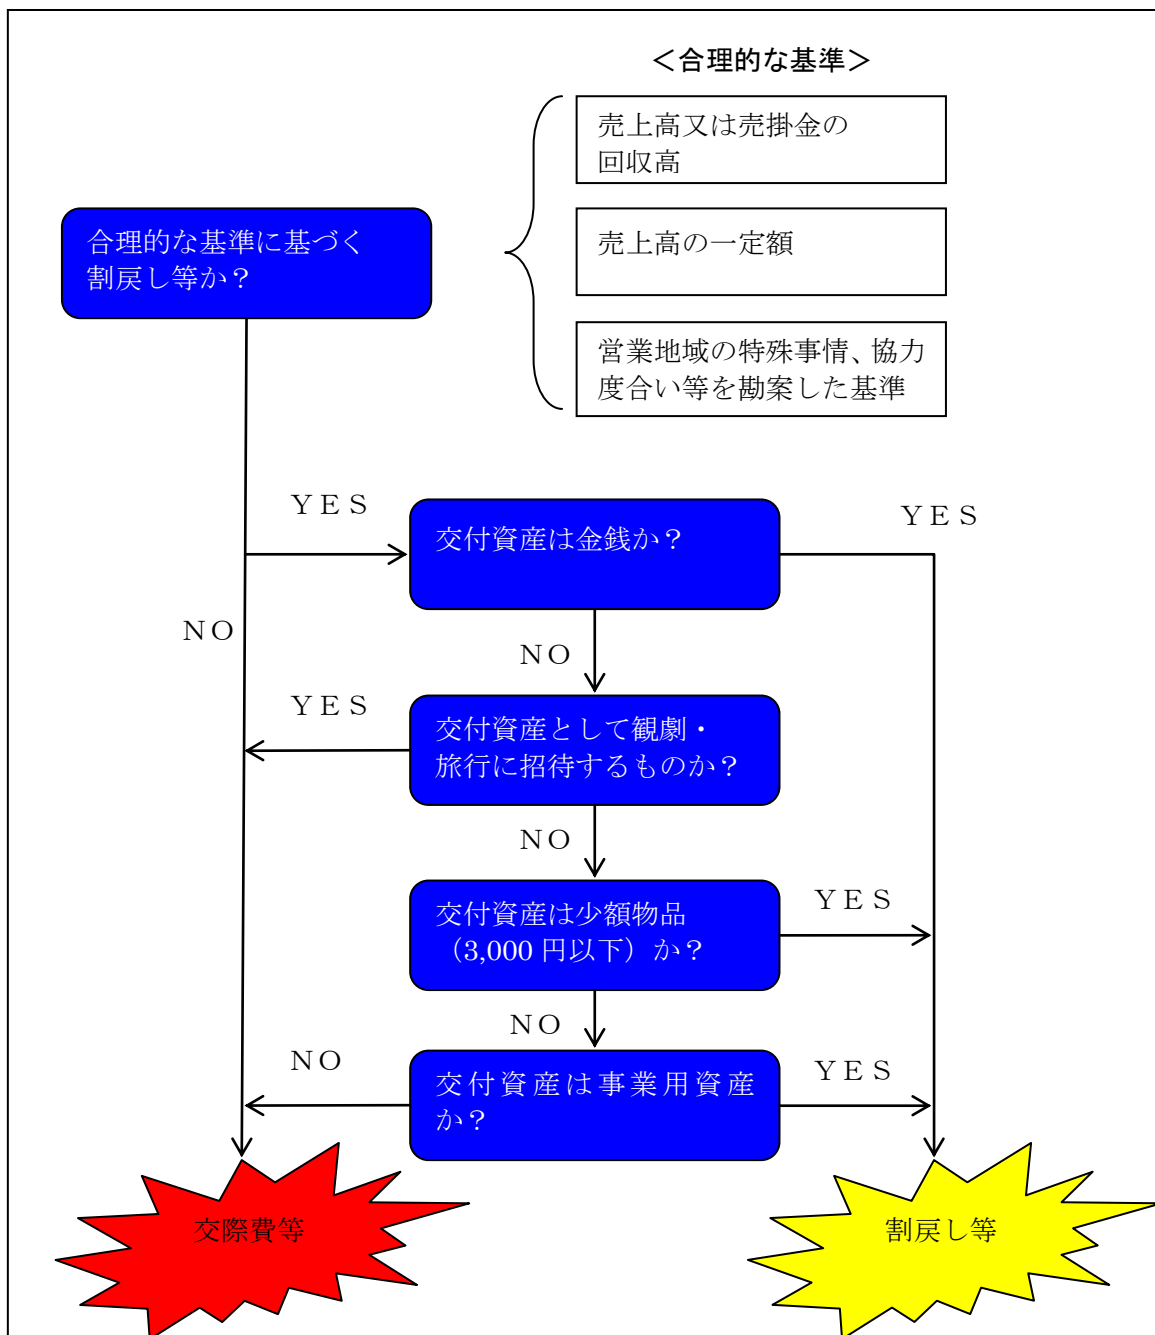 ＜合理的な基準＞
売上高又は売掛金の
回収高
合理的な基準に基づく
割戻し等か？
売上高の一定額
営業地域の特殊事情、協力
度合い等を勘案した基準
ＹＥＳ
交付資産は金銭か？
ＹＥＳ
ＮＯ
ＮＯ
ＹＥＳ
交付資産として観劇・
旅行に招待するものか？
ＮＯ
交付資産は少額物品
（3,000 円以下）か？
ＹＥＳ
ＮＯ
ＮＯ
交付資産は事業用資産
か？
ＹＥＳ
交際費等
割戻し等